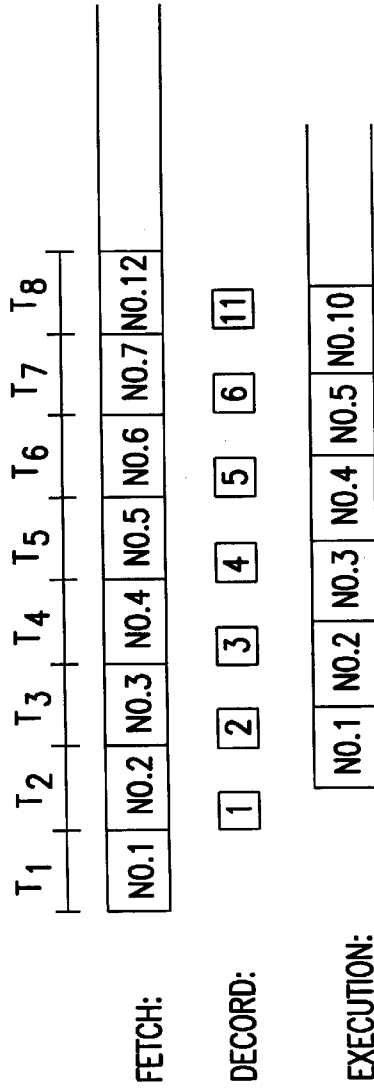 T1 T2 T3 T4 T5 T6 T7 T8
FETCH: NO.1 NO.2 NO.3 NO.4 NO.5 NO.6 NO.7 NO.12
DECORD: 1 2 3 4 5 6 11
EXECUTION: NO.1 NO.2 NO.3 NO.4 NO.5 NO.10